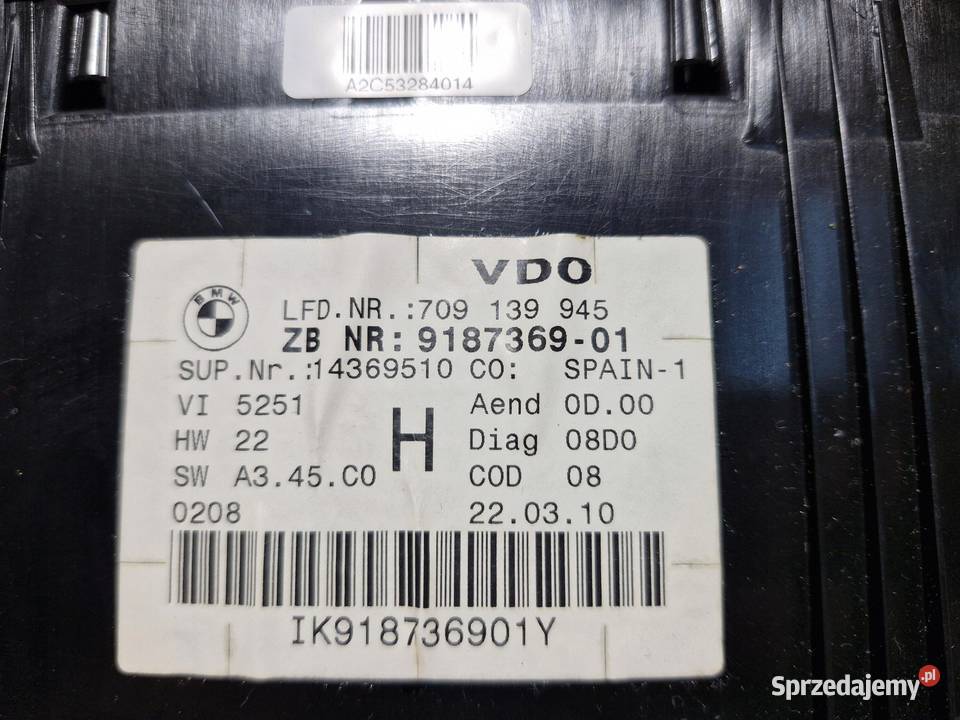 A2C53284014
VDO
BMW
LFD.NR.:709 139 945
ZB NR: 9187369-01
SUP.Nr.:14369510 CO: SPAIN-1
VI 5251 Aend 0D.00
HW 22 H Diag 08D0
SW A3.45.C0 COD 08
0208 22.03.10
IK918736901Y
Sprzedajemy.pl